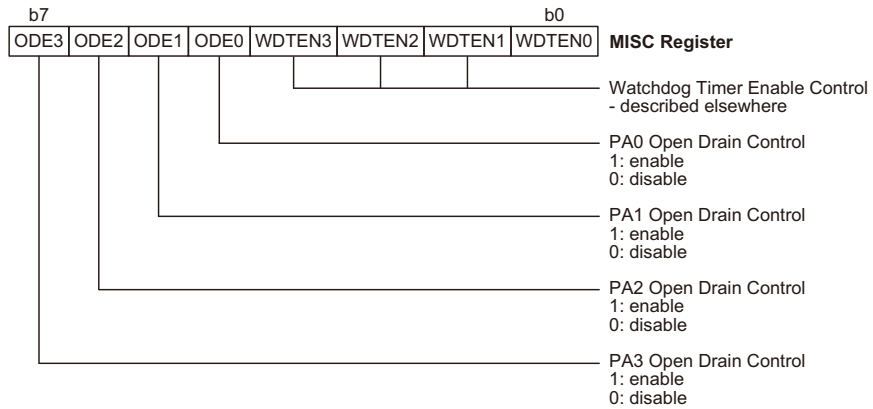 b7 b0
ODE3 ODE2 ODE1 ODE0 WDTEN3 WDTEN2 WDTEN1 WDTEN0 MISC Register
Watchdog Timer Enable Control
- described elsewhere
PA0 Open Drain Control
1: enable
0: disable
PA1 Open Drain Control
1: enable
0: disable
PA2 Open Drain Control
1: enable
0: disable
PA3 Open Drain Control
1: enable
0: disable